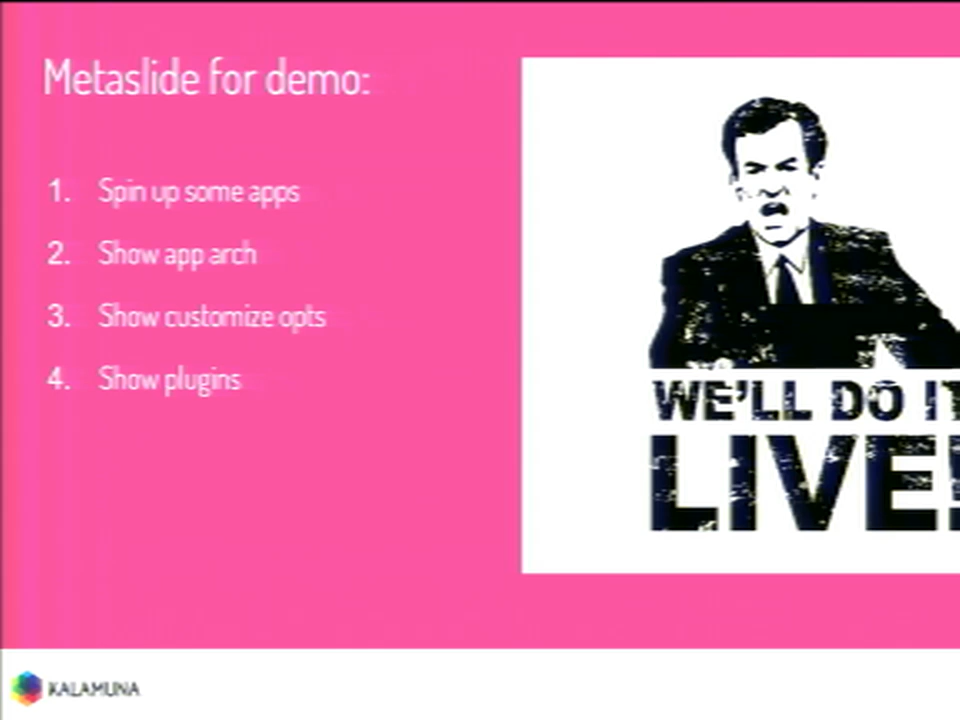 Metaslide for demo:
1. Spin up some apps
2. Show app arch
3. Show customize opts
4. Show plugins
WE'LL DO IT
LIVE!
KALAMUNA